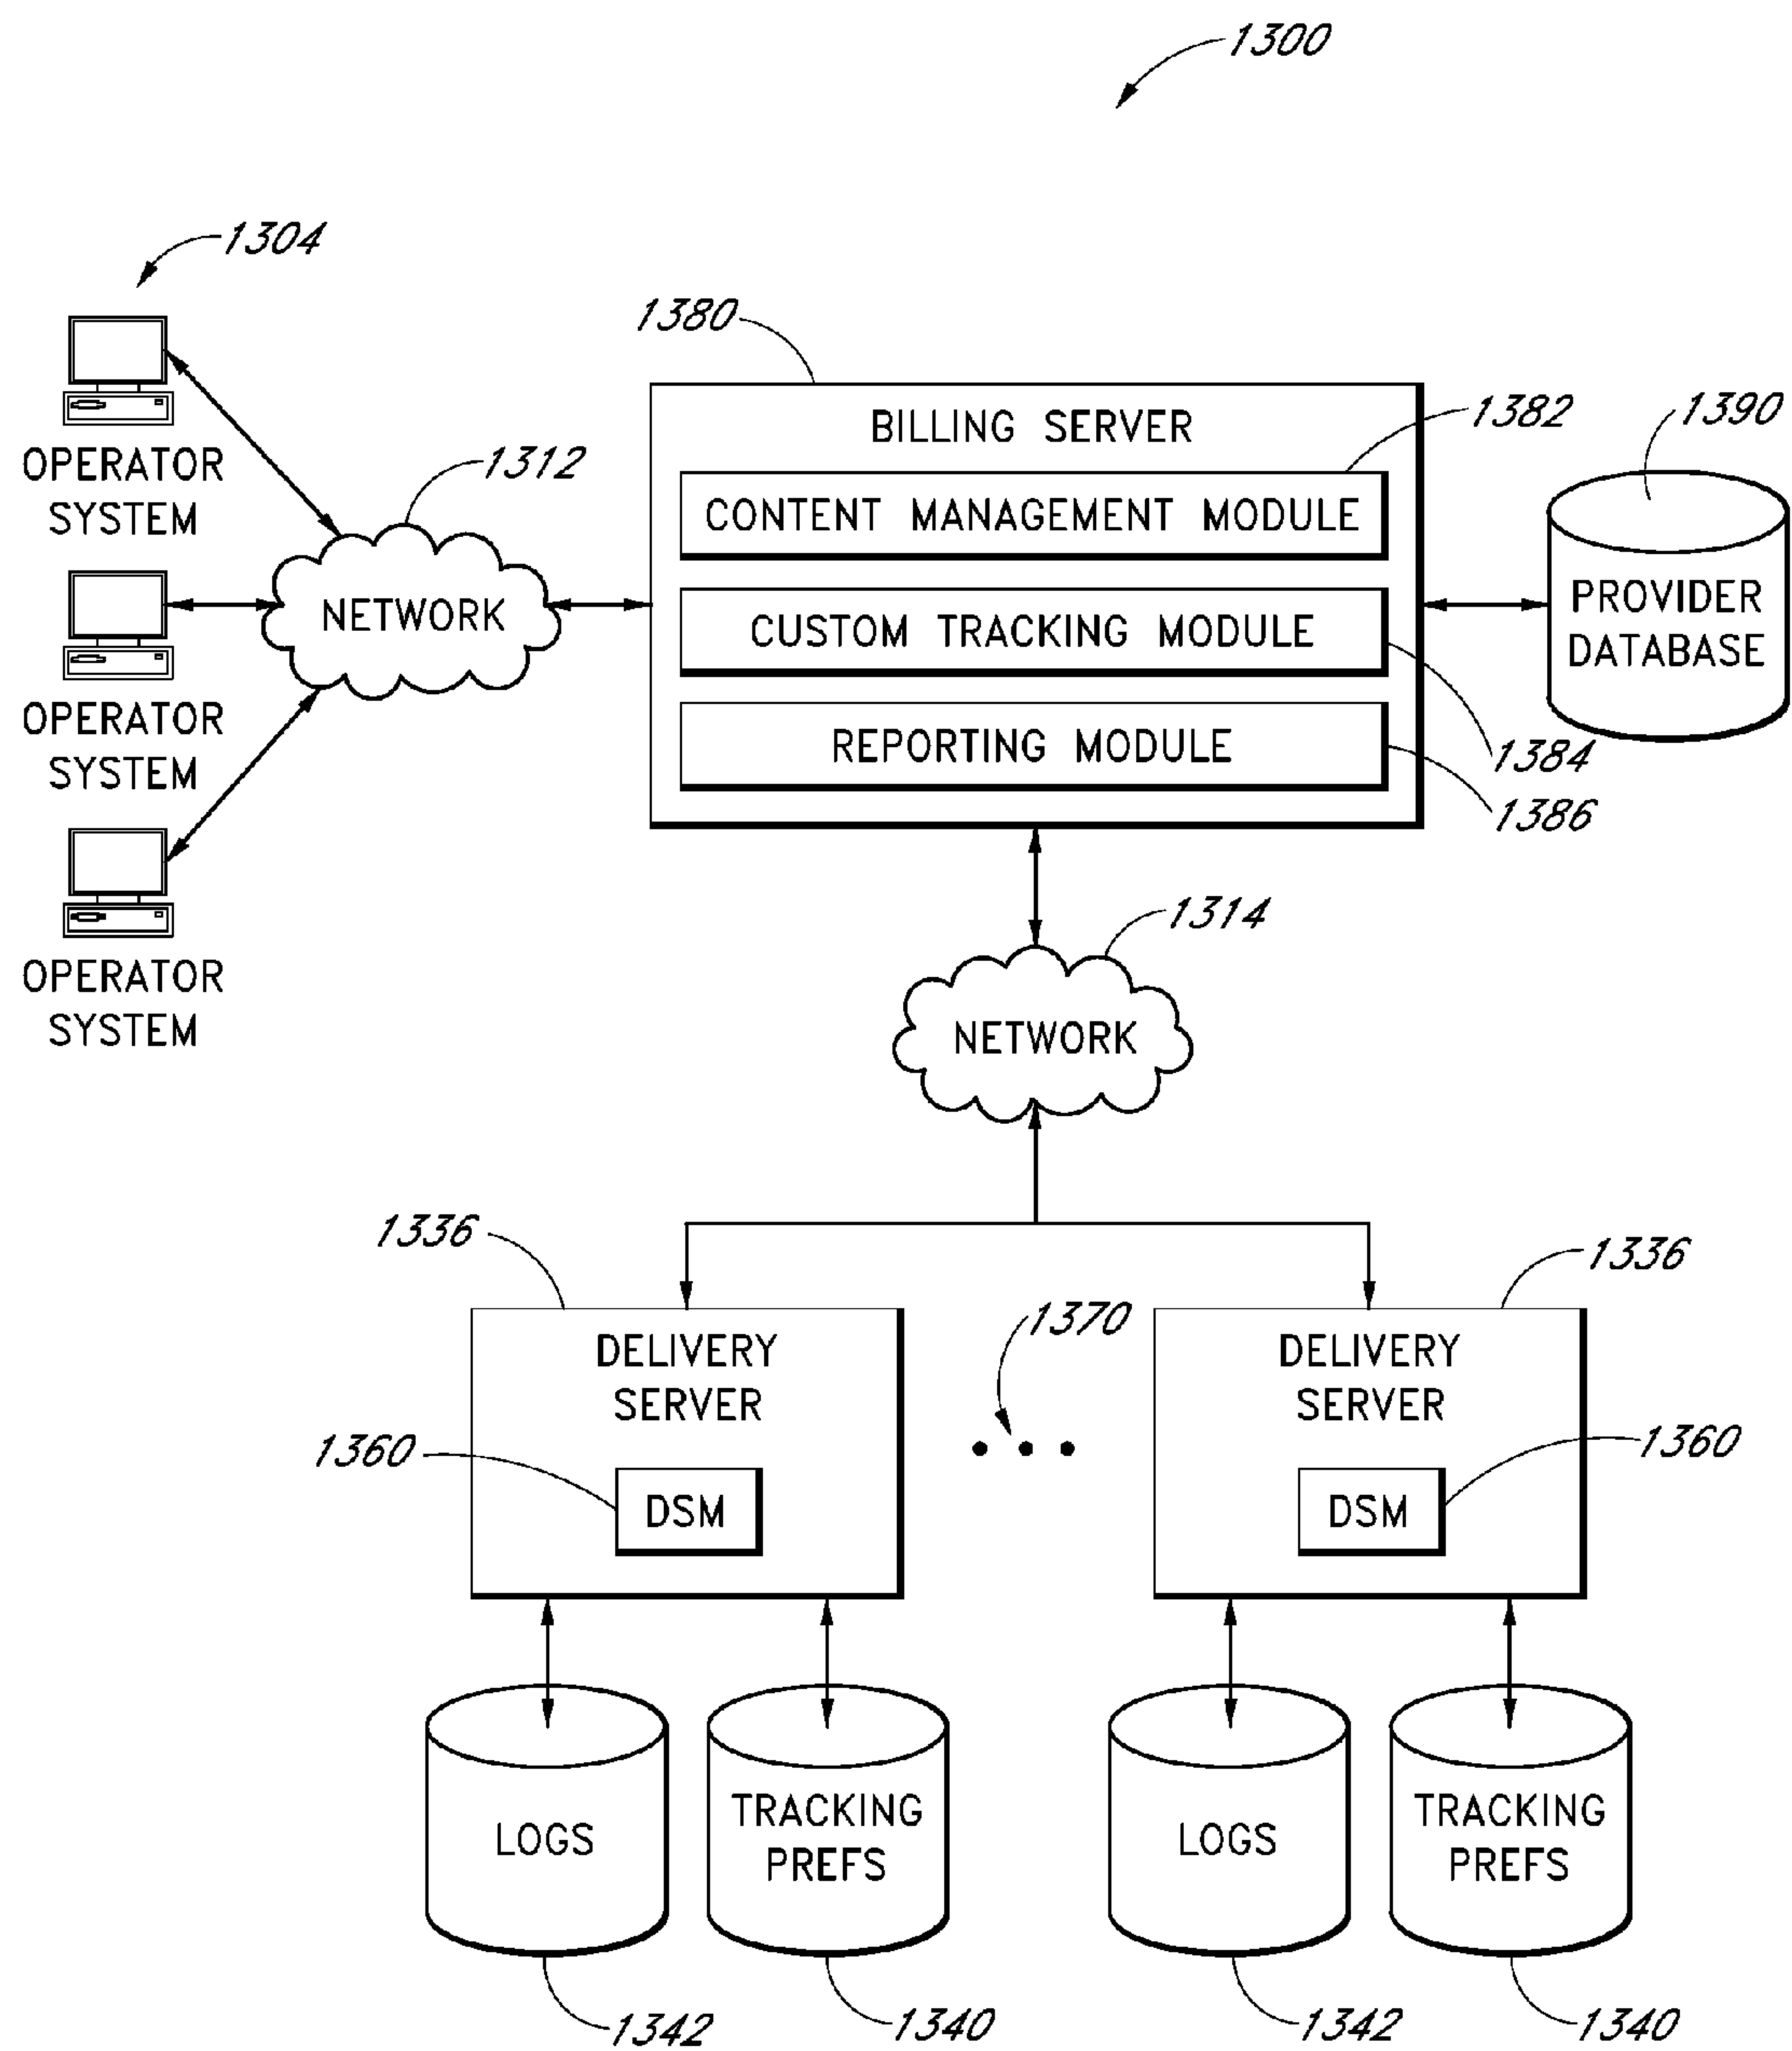 1300
1304
OPERATOR
SYSTEM
OPERATOR
SYSTEM
OPERATOR
SYSTEM
1312
NETWORK
1380
BILLING SERVER
1382
CONTENT MANAGEMENT MODULE
CUSTOM TRACKING MODULE
REPORTING MODULE
1384
1386
1390
PROVIDER
DATABASE
1314
NETWORK
1336
DELIVERY
SERVER
1360
DSM
1370
1336
DELIVERY
SERVER
1360
DSM
LOGS
TRACKING
PREFS
LOGS
TRACKING
PREFS
1342
1340
1342
1340